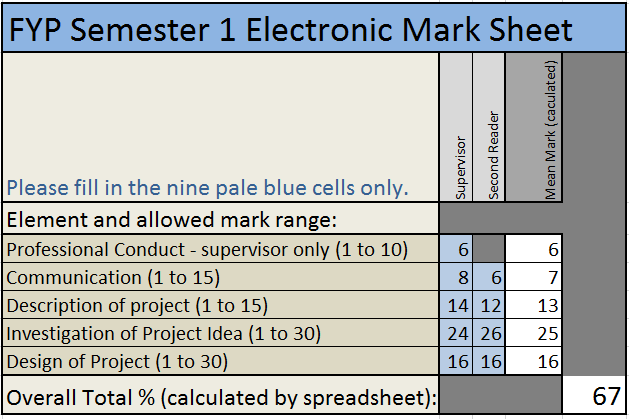 FYP Semester 1 Electronic Mark Sheet
Please fill in the nine pale blue cells only.
Supervisor
Second Reader
Mean Mark (caculated)
Element and allowed mark range:
Professional Conduct - supervisor only (1 to 10) 6 6
Communication (1 to 15) 8 6 7
Description of project (1 to 15) 14 12 13
Investigation of Project Idea (1 to 30) 24 26 25
Design of Project (1 to 30) 16 16 16
Overall Total % (calculated by spreadsheet): 67